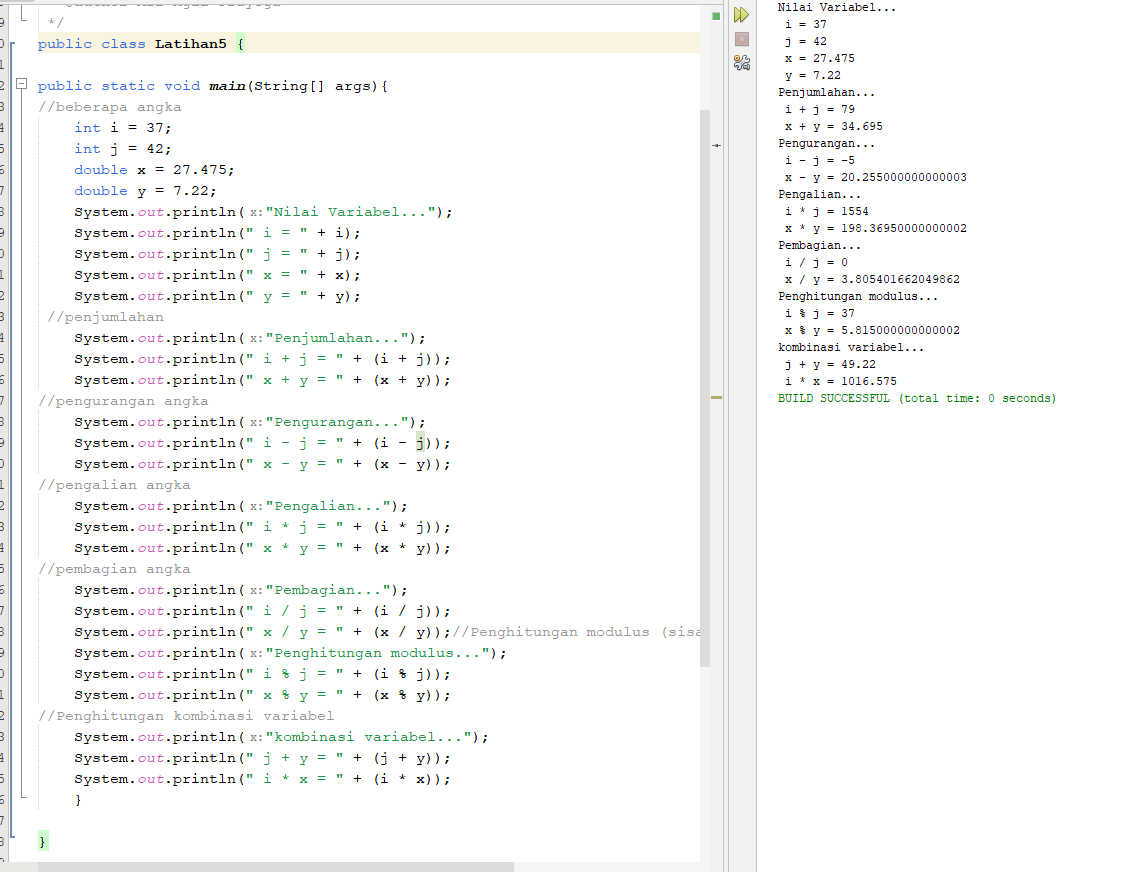 */
public class Latihan5 {
public static void main(String[] args){
//beberapa angka
int i = 37;
int j = 42;
double x = 27.475;
double y = 7.22;
System.out.println( x:"Nilai Variabel...");
System.out.println(" i = " + i);
System.out.println(" j = " + j);
System.out.println(" x = " + x);
System.out.println(" y = " + y);
//penjumlahan
System.out.println( x:"Penjumlahan...");
System.out.println(" i + j = " + (i + j));
System.out.println(" x + y = " + (x + y));
//pengurangan angka
System.out.println( x:"Pengurangan...");
System.out.println(" i - j = " + (i - j));
System.out.println(" x - y = " + (x - y));
//pengalian angka
System.out.println( x:"Pengalian...");
System.out.println(" i * j = " + (i * j));
System.out.println(" x * y = " + (x * y));
//pembagian angka
System.out.println( x:"Pembagian...");
System.out.println(" i / j = " + (i / j));
System.out.println(" x / y = " + (x / y));//Penghitungan modulus (sisa
System.out.println( x:"Penghitungan modulus...");
System.out.println(" i % j = " + (i % j));
System.out.println(" x % y = " + (x % y));
//Penghitungan kombinasi variabel
System.out.println( x:"kombinasi variabel...");
System.out.println(" j + y = " + (j + y));
System.out.println(" i * x = " + (i * x));
}
}
Nilai Variabel...
i = 37
j = 42
x = 27.475
y = 7.22
Penjumlahan...
i + j = 79
x + y = 34.695
Pengurangan...
i - j = -5
x - y = 20.255000000000003
Pengalian...
i * j = 1554
x * y = 198.36950000000002
Pembagian...
i / j = 0
x / y = 3.805401662049862
Penghitungan modulus...
i % j = 37
x % y = 5.815000000000002
kombinasi variabel...
j + y = 49.22
i * x = 1016.575
BUILD SUCCESSFUL (total time: 0 seconds)